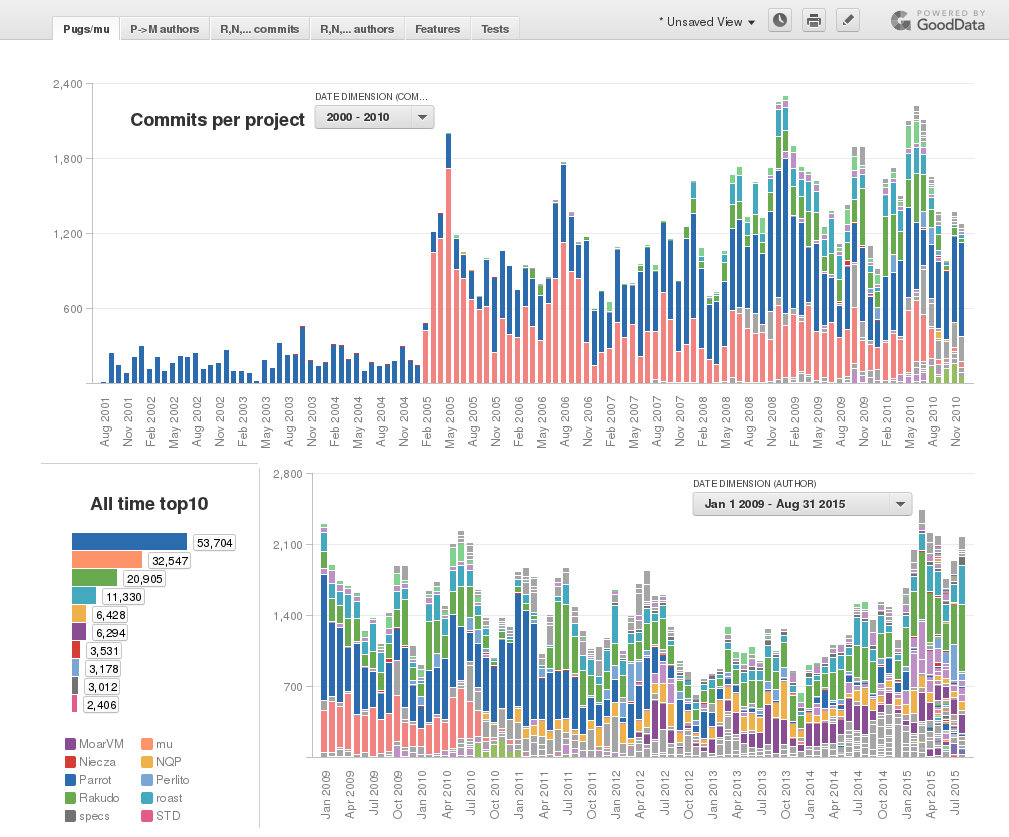 Pugs/mu P->M authors R,N,... commits R,N,... authors Features Tests * Unsaved View POWERED BY
GoodData
DATE DIMENSION (COM...
Commits per project 2000 - 2010
2,400
1,800
1,200
600
Aug 2001 Nov 2001 Feb 2002 May 2002 Aug 2002 Nov 2002 Feb 2003 May 2003 Aug 2003 Nov 2003 Feb 2004 May 2004 Aug 2004 Nov 2004 Feb 2005 May 2005 Aug 2005 Nov 2005 Feb 2006 May 2006 Aug 2006 Nov 2006 Feb 2007 May 2007 Aug 2007 Nov 2007 Feb 2008 May 2008 Aug 2008 Nov 2008 Feb 2009 May 2009 Aug 2009 Nov 2009 Feb 2010 May 2010 Aug 2010 Nov 2010
All time top10
53,704
32,547
20,905
11,330
6,428
6,294
3,531
3,178
3,012
2,406
MoarVM mu
Niecza NQP
Parrot Perlito
Rakudo roast
specs STD
DATE DIMENSION (AUTHOR)
Jan 1 2009 - Aug 31 2015
2,800
2,100
1,400
700
Jan 2009 Apr 2009 Jul 2009 Oct 2009 Jan 2010 Apr 2010 Jul 2010 Oct 2010 Jan 2011 Apr 2011 Jul 2011 Oct 2011 Jan 2012 Apr 2012 Jul 2012 Oct 2012 Jan 2013 Apr 2013 Jul 2013 Oct 2013 Jan 2014 Apr 2014 Jul 2014 Oct 2014 Jan 2015 Apr 2015 Jul 2015